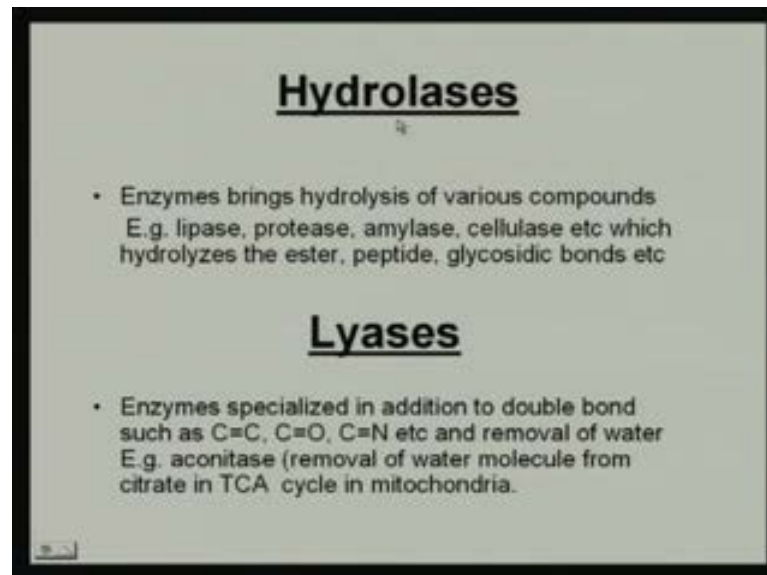 Hydrolases
• Enzymes brings hydrolysis of various compounds
E.g. lipase, protease, amylase, cellulase etc which
hydrolyzes the ester, peptide, glycosidic bonds etc
Lyases
• Enzymes specialized in addition to double bond
such as C=C, C=O, C=N etc and removal of water
E.g. aconitase (removal of water molecule from
citrate in TCA cycle in mitochondria.